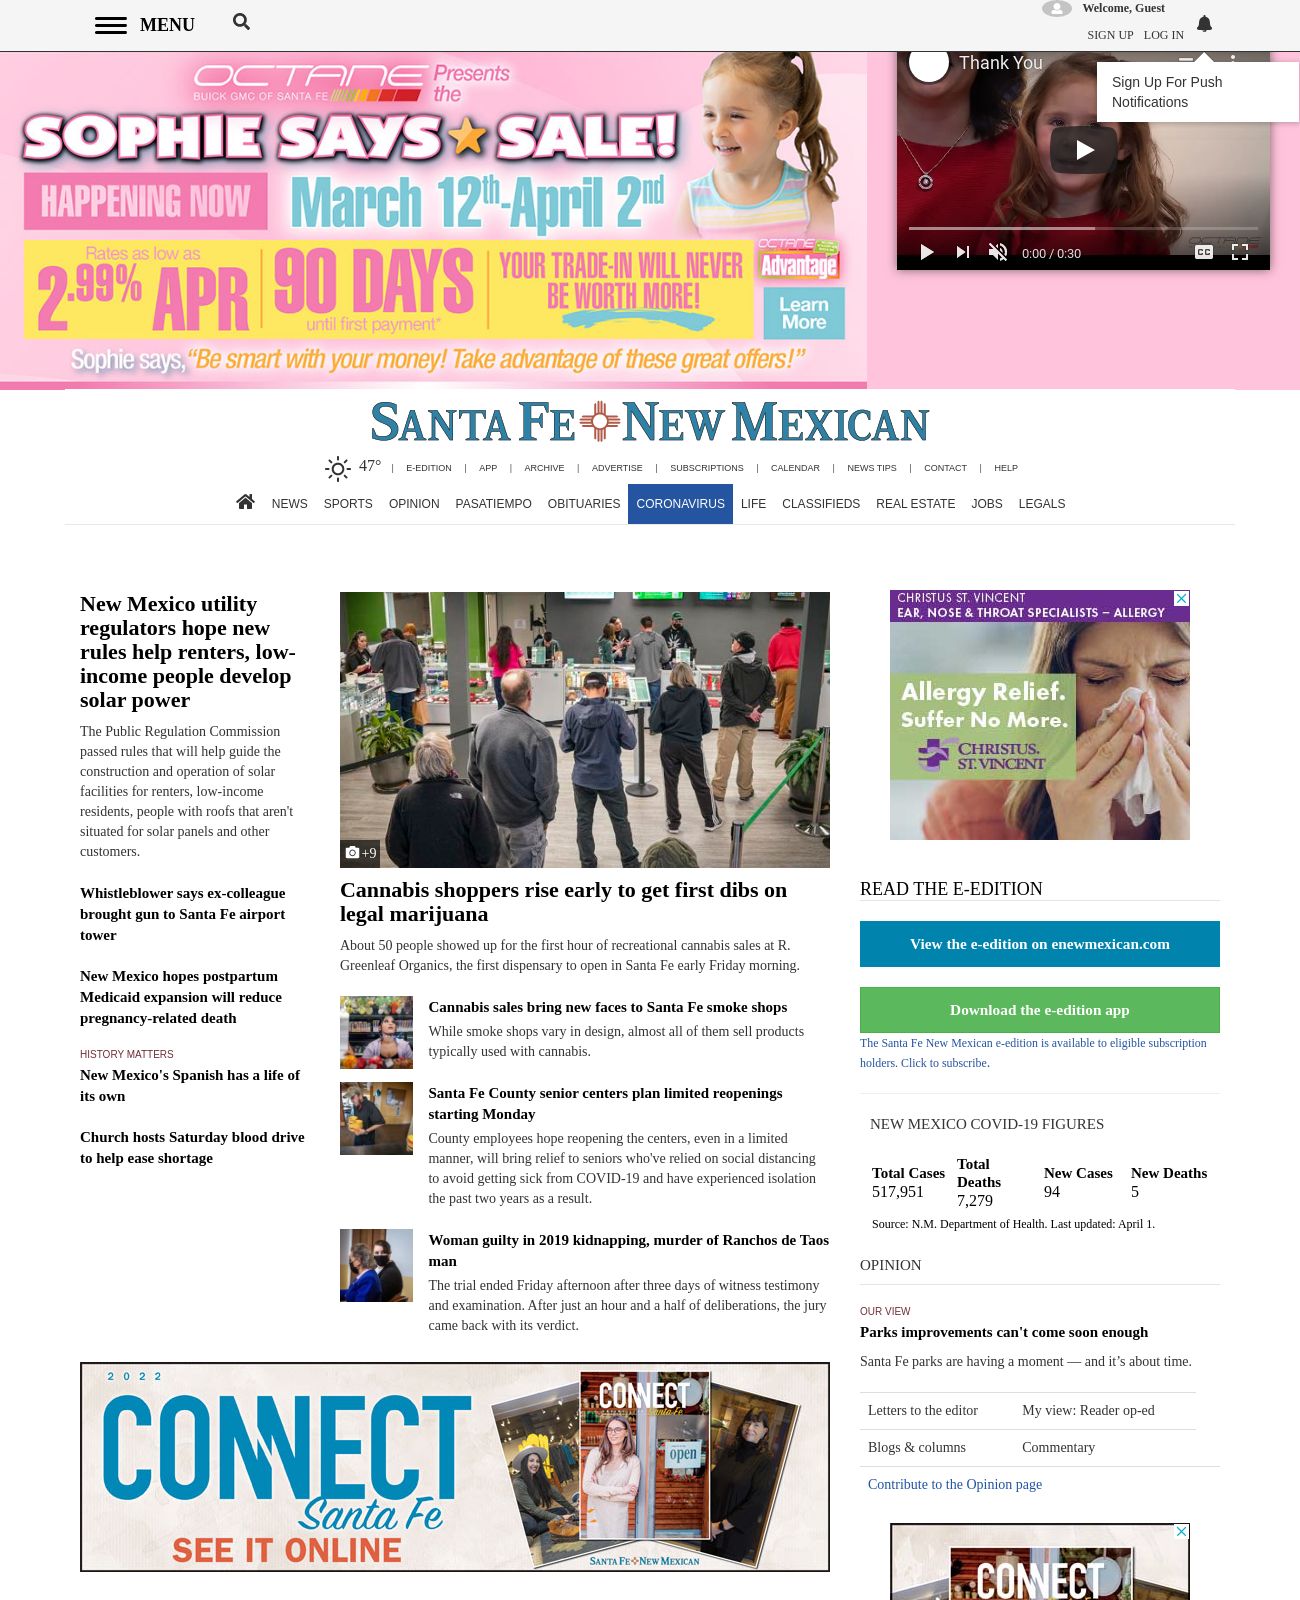 MENU
Welcome, Guest
SIGN UP LOG IN
Sign Up For Push
Notifications
OCTANE
BUICK GMC OF SANTA FE
Presents
the
SOPHIE SAYS SALE!
HAPPENING NOW
March 12th-April 2nd
Rates as low as
2.99% APR
90 DAYS
until first payment*
YOUR TRADE-IN WILL NEVER
BE WORTH MORE!
OCTANE
Advantage
Learn
More
Sophie says, “Be smart with your money! Take advantage of these great offers!”
Thank You
0:00 / 0:30
CC
SANTA FE NEW MEXICAN
47° | E-EDITION | APP | ARCHIVE | ADVERTISE | SUBSCRIPTIONS | CALENDAR | NEWS TIPS | CONTACT | HELP
NEWS SPORTS OPINION PASATIEMPO OBITUARIES CORONAVIRUS LIFE CLASSIFIEDS REAL ESTATE JOBS LEGALS
New Mexico utility
regulators hope new
rules help renters, low-
income people develop
solar power
The Public Regulation Commission
passed rules that will help guide the
construction and operation of solar
facilities for renters, low-income
residents, people with roofs that aren't
situated for solar panels and other
customers.
Whistleblower says ex-colleague
brought gun to Santa Fe airport
tower
New Mexico hopes postpartum
Medicaid expansion will reduce
pregnancy-related death
HISTORY MATTERS
New Mexico's Spanish has a life of
its own
Church hosts Saturday blood drive
to help ease shortage
+9
Cannabis shoppers rise early to get first dibs on
legal marijuana
About 50 people showed up for the first hour of recreational cannabis sales at R.
Greenleaf Organics, the first dispensary to open in Santa Fe early Friday morning.
Cannabis sales bring new faces to Santa Fe smoke shops
While smoke shops vary in design, almost all of them sell products
typically used with cannabis.
Santa Fe County senior centers plan limited reopenings
starting Monday
County employees hope reopening the centers, even in a limited
manner, will bring relief to seniors who've relied on social distancing
to avoid getting sick from COVID-19 and have experienced isolation
the past two years as a result.
Woman guilty in 2019 kidnapping, murder of Ranchos de Taos
man
The trial ended Friday afternoon after three days of witness testimony
and examination. After just an hour and a half of deliberations, the jury
came back with its verdict.
2022
CONNECT
Santa Fe
SEE IT ONLINE
CONNECT
Santa Fe
open
SANTA FE NEW MEXICAN
CHRISTUS ST. VINCENT
EAR, NOSE & THROAT SPECIALISTS – ALLERGY
Allergy Relief.
Suffer No More.
CHRISTUS.
ST. VINCENT
READ THE E-EDITION
View the e-edition on enewmexican.com
Download the e-edition app
The Santa Fe New Mexican e-edition is available to eligible subscription
holders. Click to subscribe.
NEW MEXICO COVID-19 FIGURES
Total Cases
517,951
Total
Deaths
7,279
New Cases
94
New Deaths
5
Source: N.M. Department of Health. Last updated: April 1.
OPINION
OUR VIEW
Parks improvements can't come soon enough
Santa Fe parks are having a moment — and it’s about time.
Letters to the editor My view: Reader op-ed
Blogs & columns Commentary
Contribute to the Opinion page
CONNECT